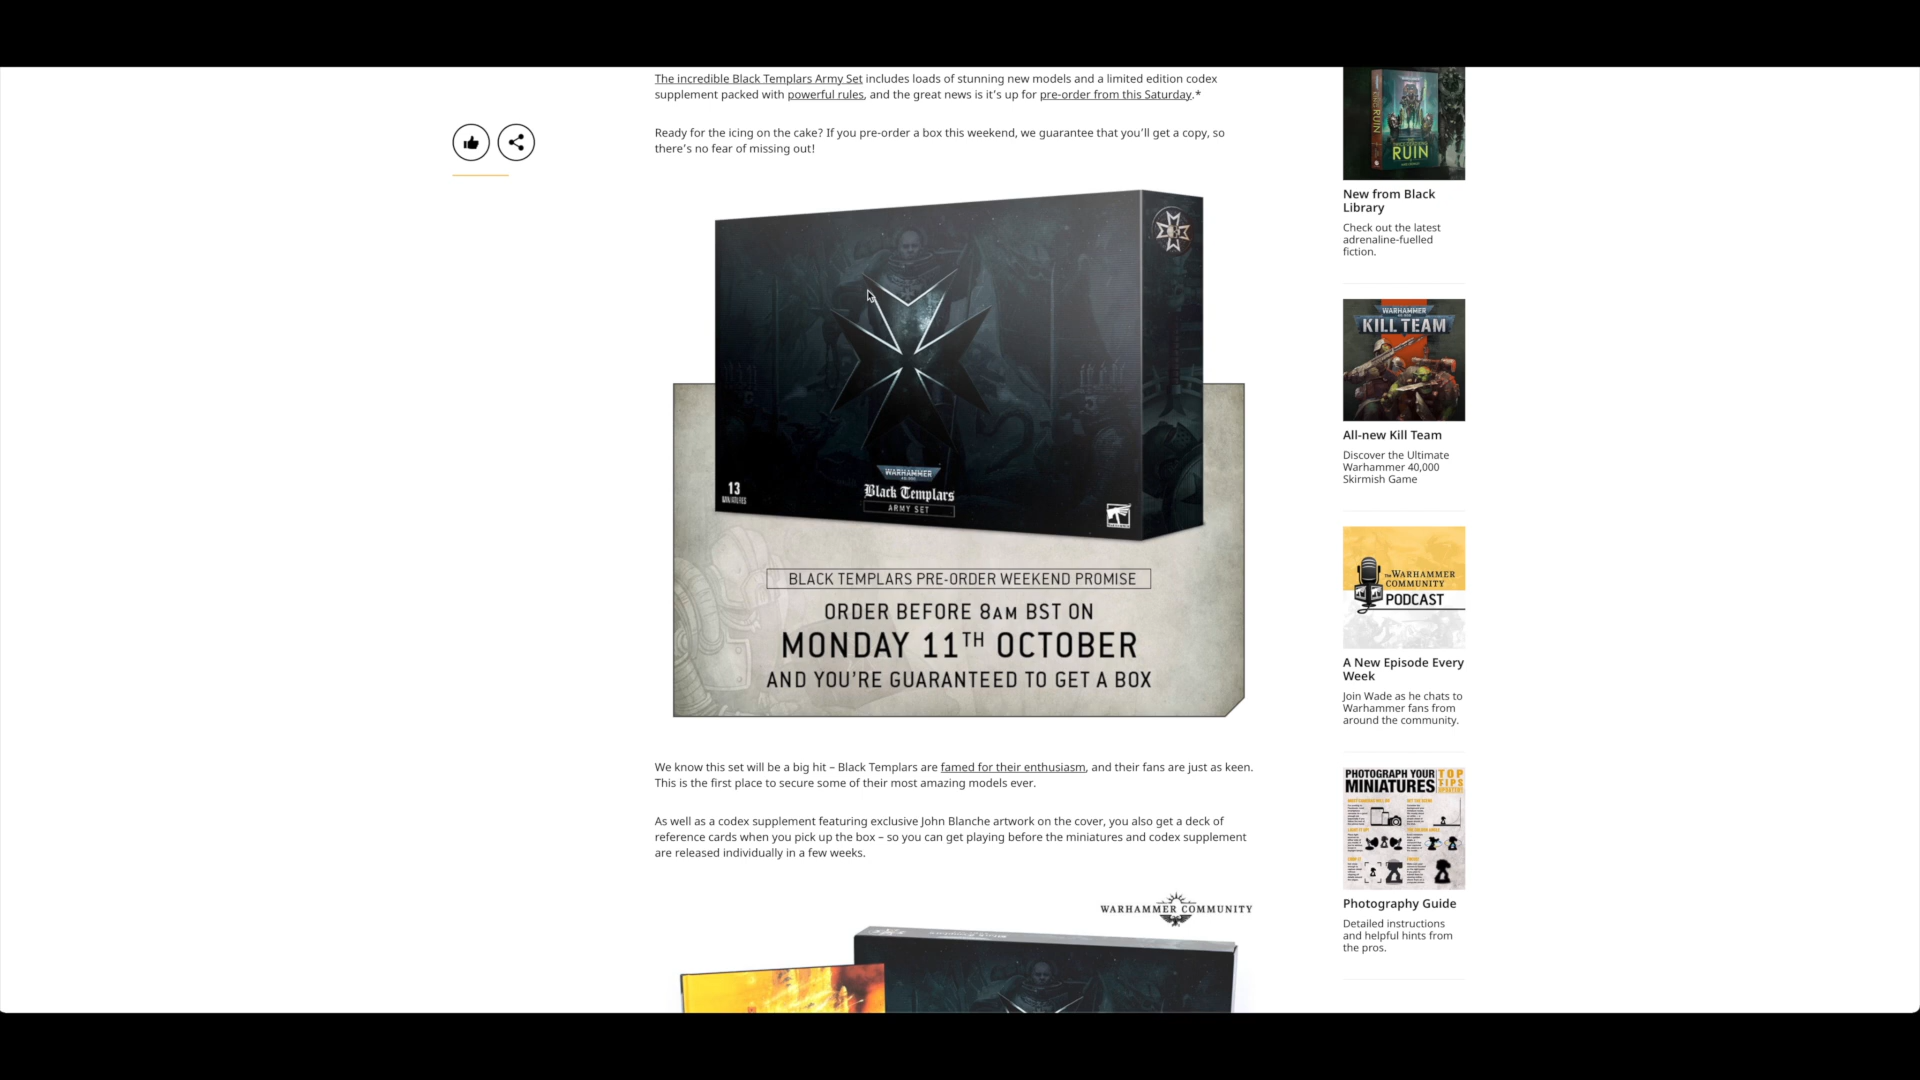 The incredible Black Templars Army Set includes loads of stunning new models and a limited edition codex
supplement packed with powerful rules, and the great news is it's up for pre-order from this Saturday.*
Ready for the icing on the cake? If you pre-order a box this weekend, we guarantee that you'll get a copy, so
there's no fear of missing out!
13
MINIATURES
WARHAMMER
40,000
Black Templars
ARMY SET
BLACK TEMPLARS PRE-ORDER WEEKEND PROMISE
ORDER BEFORE 8AM BST ON
MONDAY 11TH OCTOBER
AND YOU'RE GUARANTEED TO GET A BOX
We know this set will be a big hit – Black Templars are famed for their enthusiasm, and their fans are just as keen.
This is the first place to secure some of their most amazing models ever.
As well as a codex supplement featuring exclusive John Blanche artwork on the cover, you also get a deck of
reference cards when you pick up the box – so you can get playing before the miniatures and codex supplement
are released individually in a few weeks.
WARHAMMER COMMUNITY
RUIN
RUIN
New from Black
Library
Check out the latest
adrenaline-fuelled
fiction.
WARHAMMER
KILL TEAM
All-new Kill Team
Discover the Ultimate
Warhammer 40,000
Skirmish Game
The WARHAMMER
COMMUNITY
PODCAST
A New Episode Every
Week
Join Wade as he chats to
Warhammer fans from
around the community.
PHOTOGRAPH YOUR
MINIATURES
TOP
TIPS
Photography Guide
Detailed instructions
and helpful hints from
the pros.